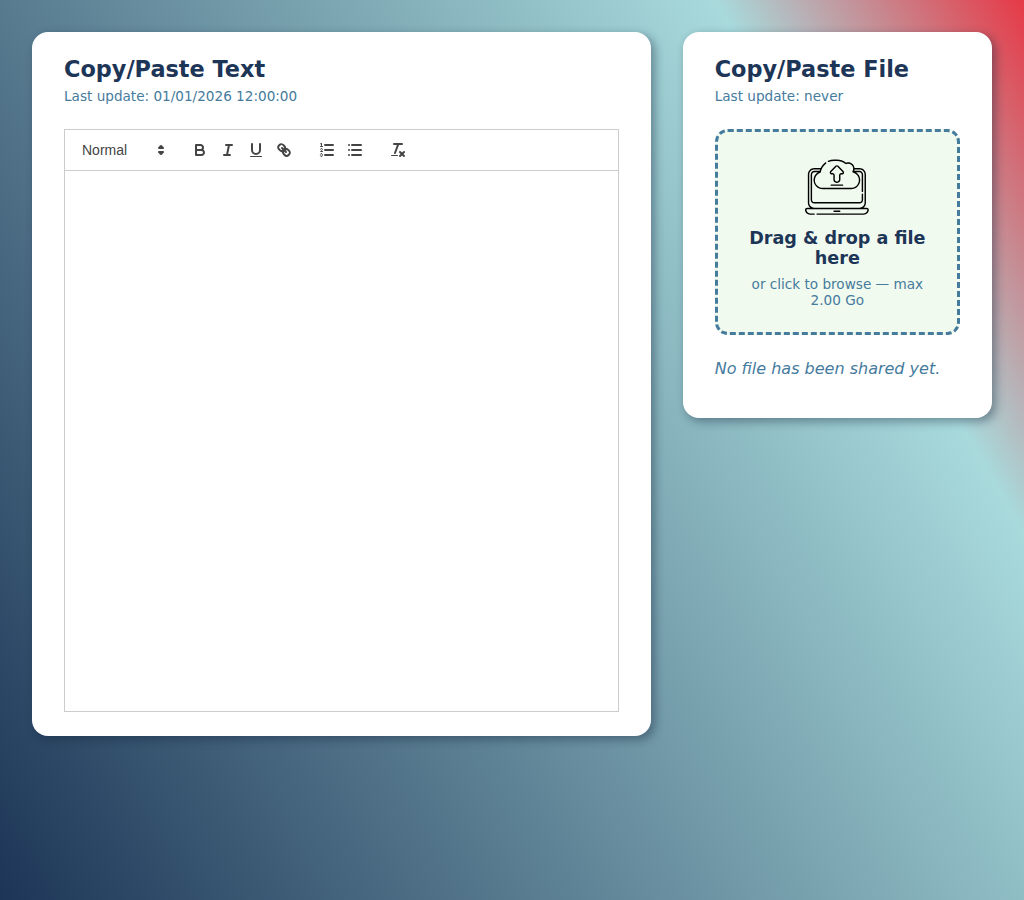 Copy/Paste Text
Last update: 01/01/2026 12:00:00
Normal
Copy/Paste File
Last update: never
Drag & drop a file
here
or click to browse — max
2.00 Go
No file has been shared yet.